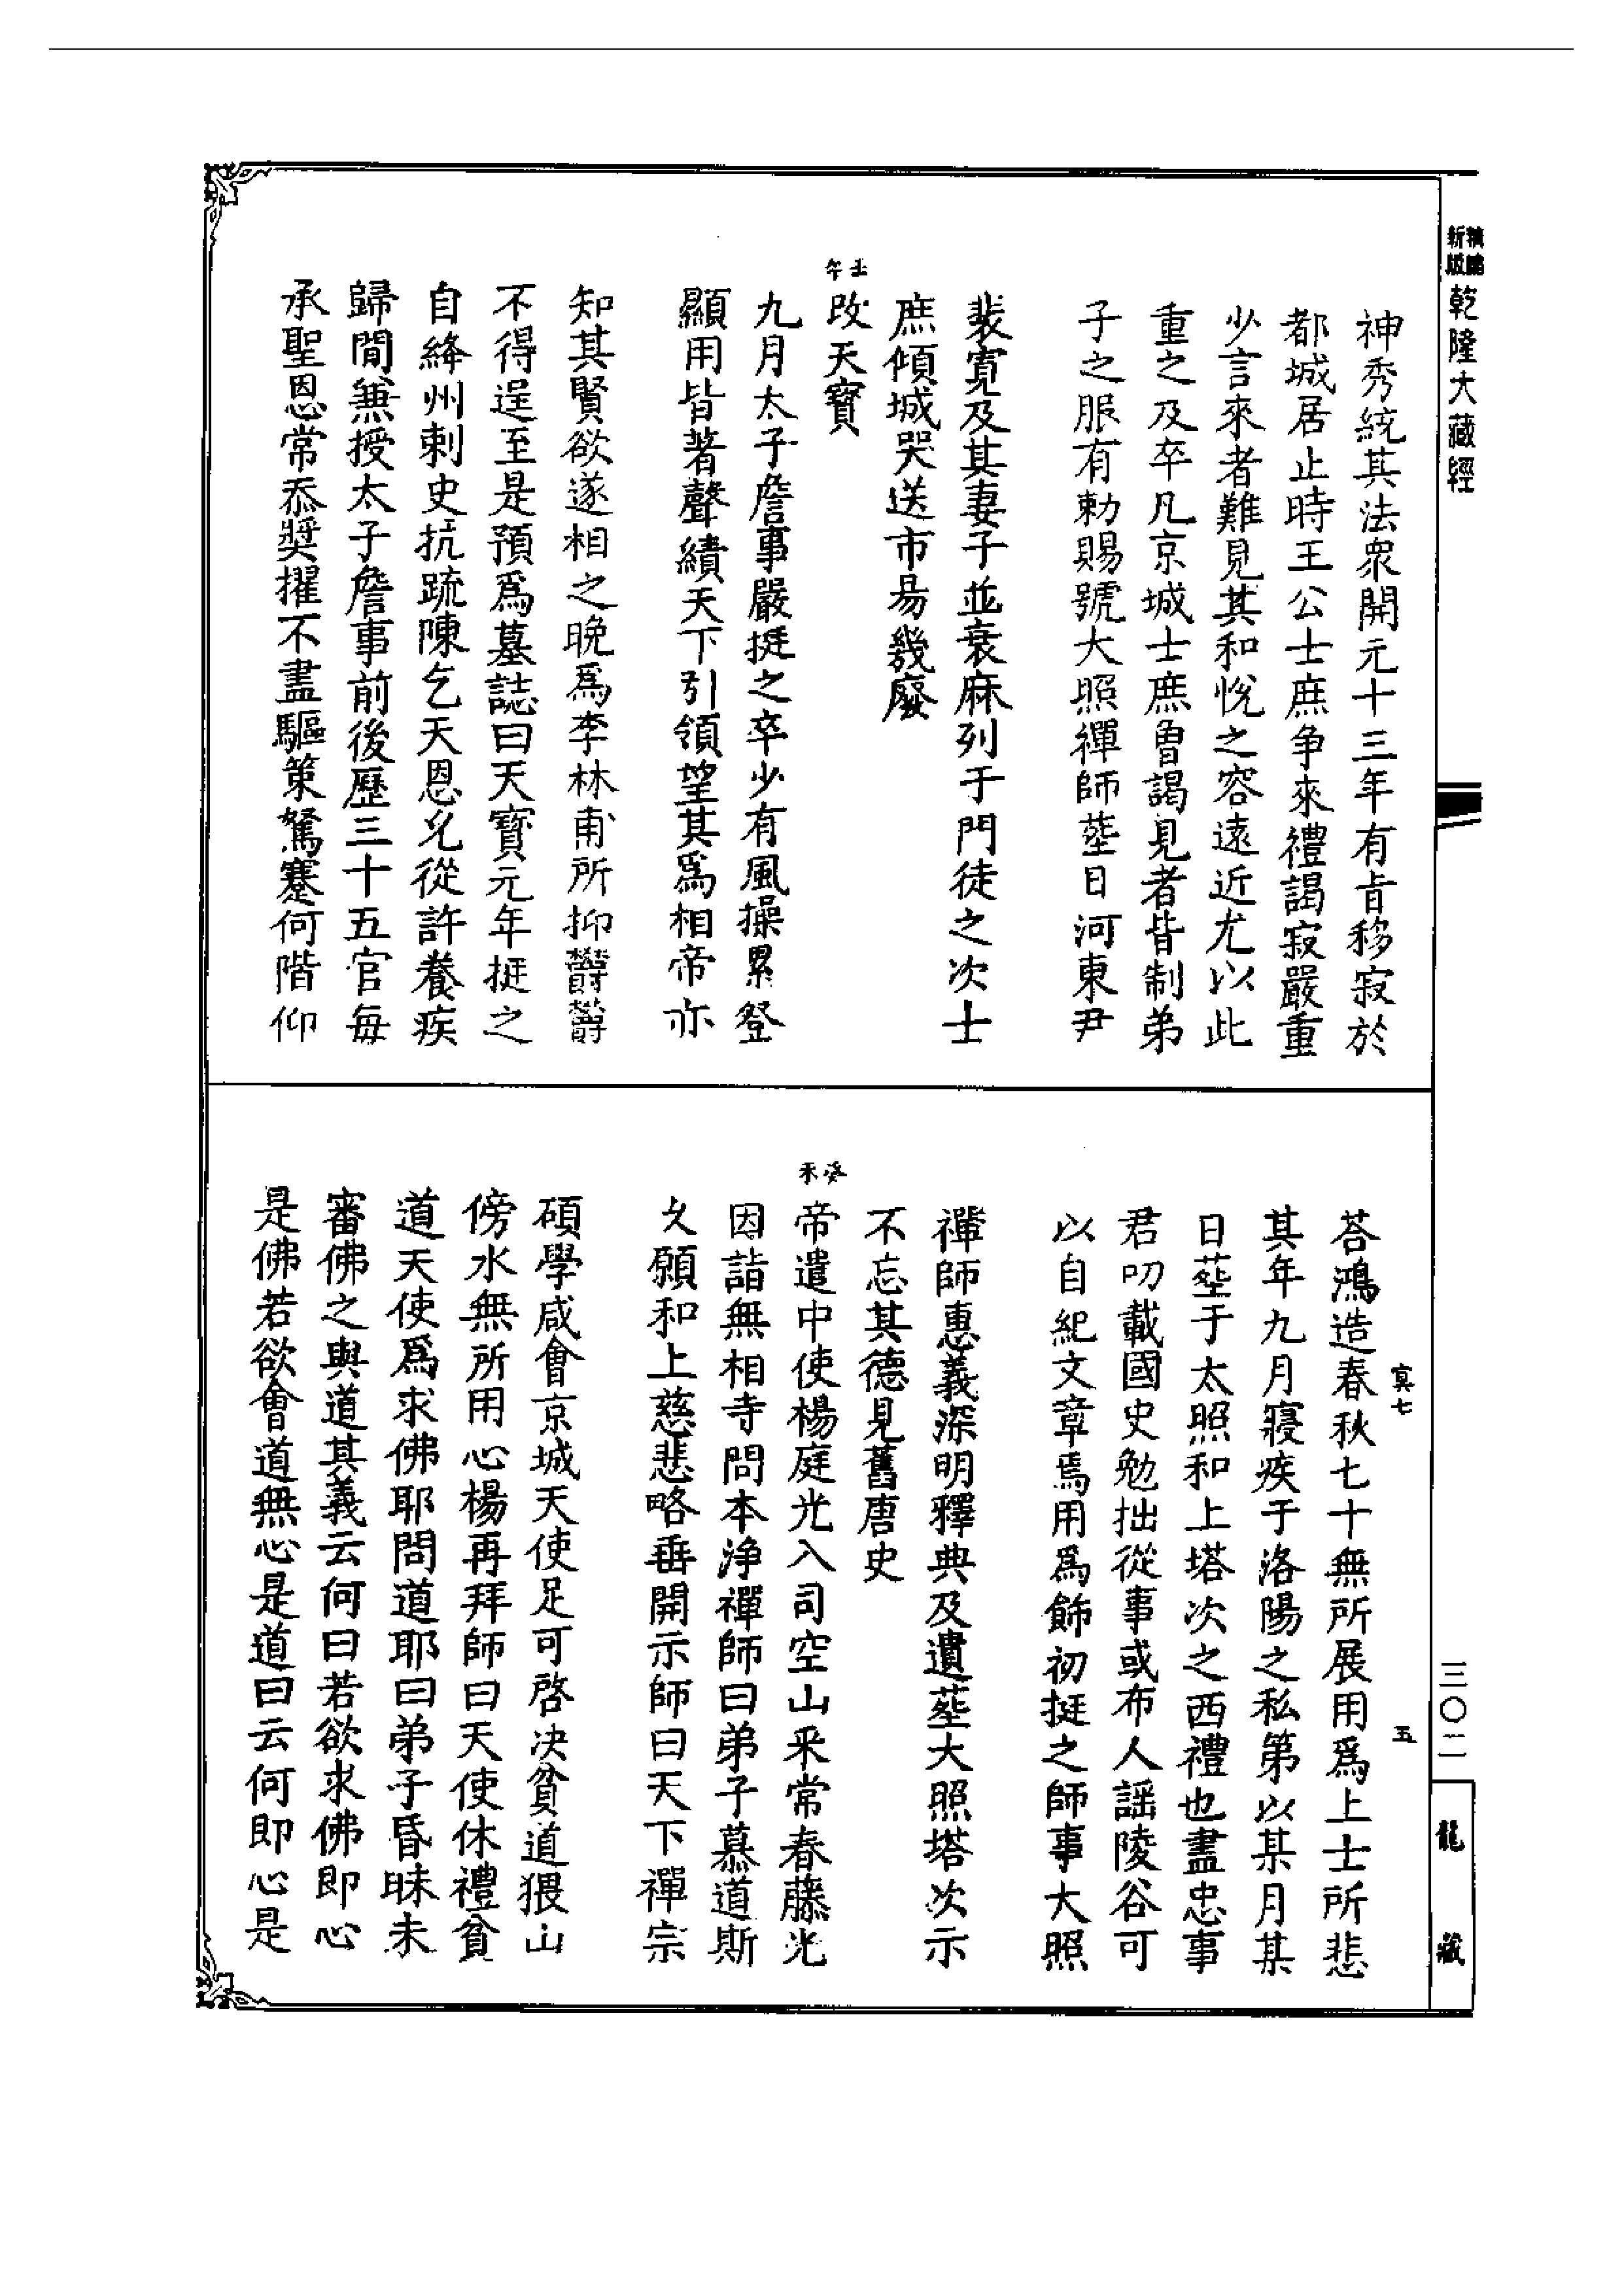 新版
精縮
乾隆大藏經
神秀統其法衆開元十三年有旨移寂於
都城居止時王公士庶争來禮謁寂嚴重
少言來者難見其和悅之容遠近尤以此
重之及卒凡京城士庶曾謁見者皆制弟
子之服有勅賜號大照禪師塟日河東尹
裴寛及其妻子並衰麻列于門徒之次士
庶傾城哭送市易幾廢
壬午
改天寶
九月太子詹事嚴挺之卒少有風操累登
顯用皆著聲績天下引領望其爲相帝亦
知其賢欲遂相之晚爲李林甫所抑欝欝
不得逞至是預爲墓誌曰天寶元年挺之
自絳州刺史抗疏陳乞天恩允從許養疾
歸閒兼授太子詹事前後歷三十五官每
承聖恩常忝奬擢不盡驅策駑蹇何階仰
冥七
五
荅鴻造春秋七十無所展用爲上士所悲
其年九月寢疾于洛陽之私第以某月某
日塟于太照和上塔次之西禮也盡忠事
君叨載國史勉拙從事或布人謡陵谷可
以自紀文章焉用爲飾初挺之師事大照
禪師惠義深明釋典及遺塟大照塔次示
不忘其德見舊唐史
癸未
帝遣中使楊庭光入司空山采常春藤光
因詣無相寺問本浄禪師曰弟子慕道斯
久願和上慈悲略垂開示師曰天下禪宗
碩學咸會京城天使足可啓决貧道猥山
傍水無所用心楊再拜師曰天使休禮貧
道天使爲求佛耶問道耶曰弟子昏昧未
審佛之與道其義云何曰若欲求佛即心
是佛若欲會道無心是道曰云何即心是
三〇二
龍藏